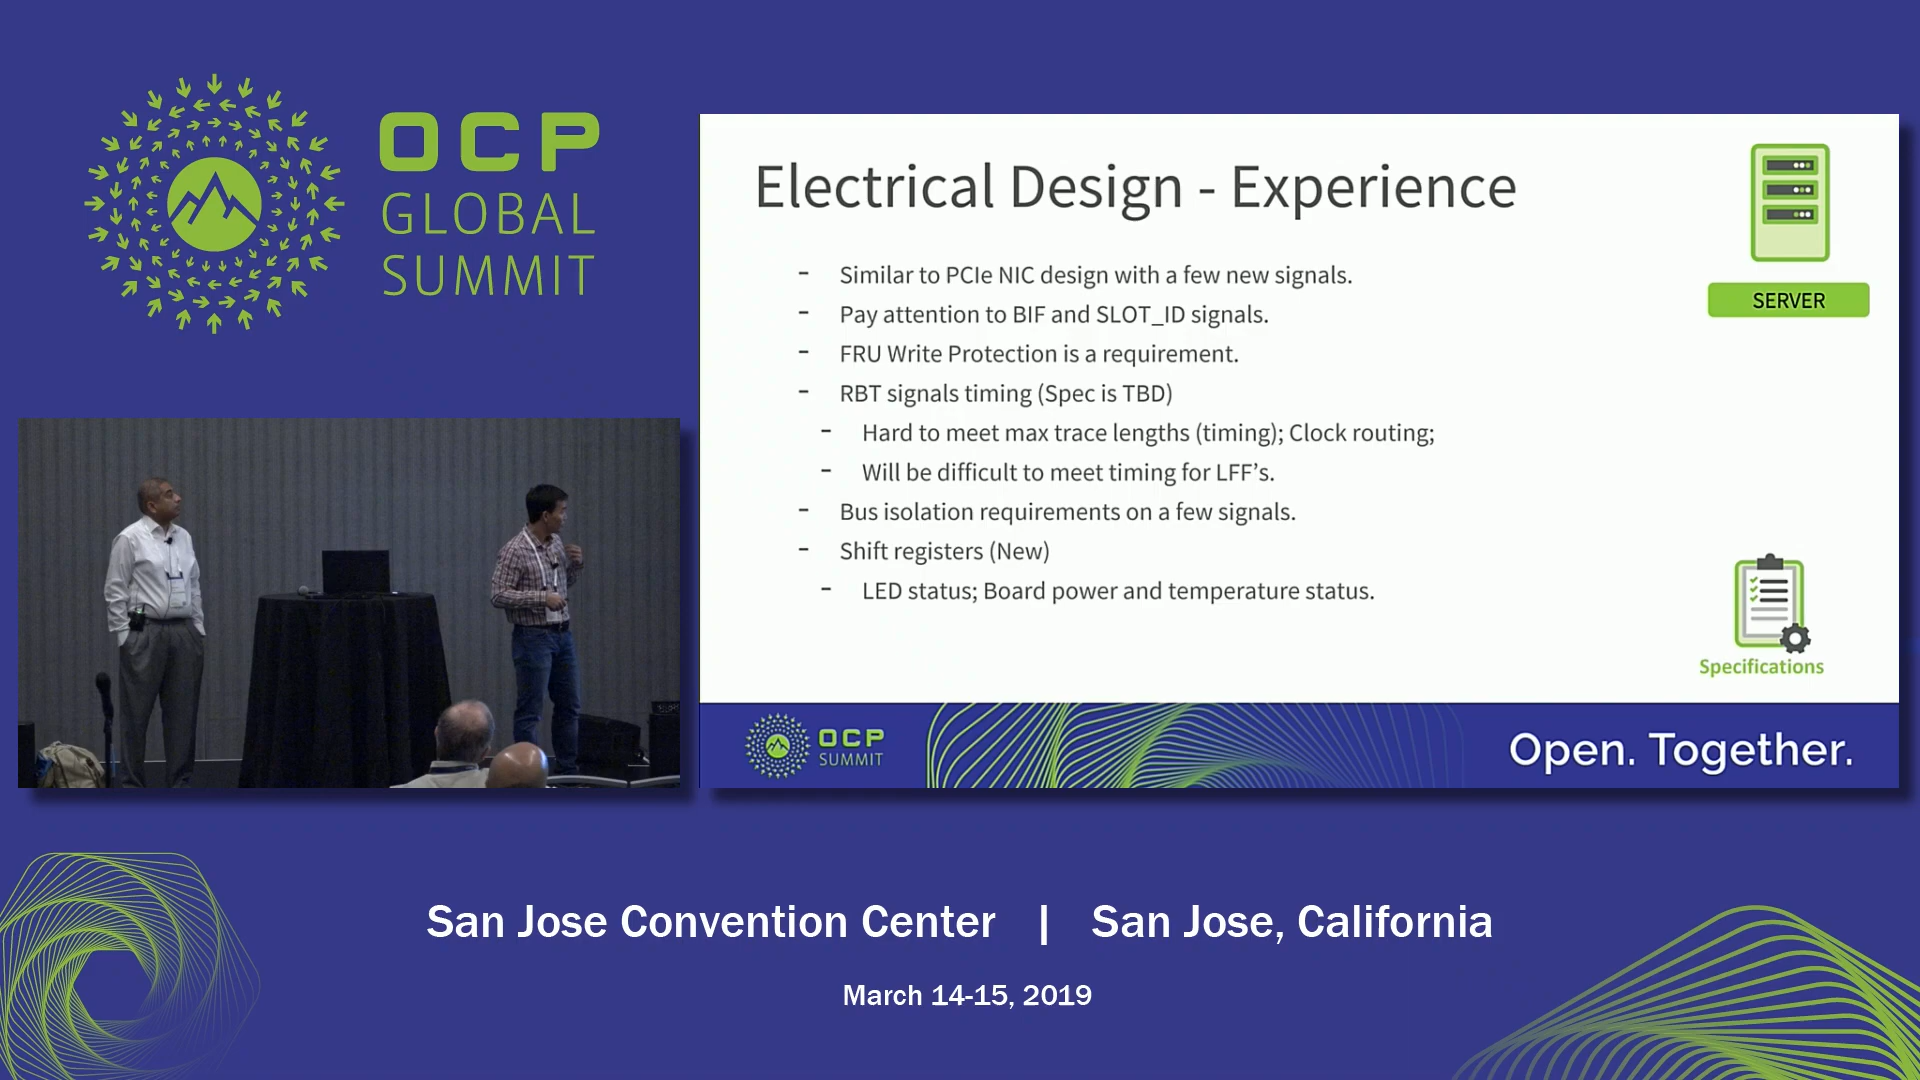 OCP
GLOBAL
SUMMIT
Electrical Design - Experience
- Similar to PCIe NIC design with a few new signals.
- Pay attention to BIF and SLOT_ID signals.
- FRU Write Protection is a requirement.
- RBT signals timing (Spec is TBD)
- Hard to meet max trace lengths (timing); Clock routing;
- Will be difficult to meet timing for LFF's.
- Bus isolation requirements on a few signals.
- Shift registers (New)
- LED status; Board power and temperature status.
SERVER
Specifications
OCP
SUMMIT
Open. Together.
San Jose Convention Center | San Jose, California
March 14-15, 2019